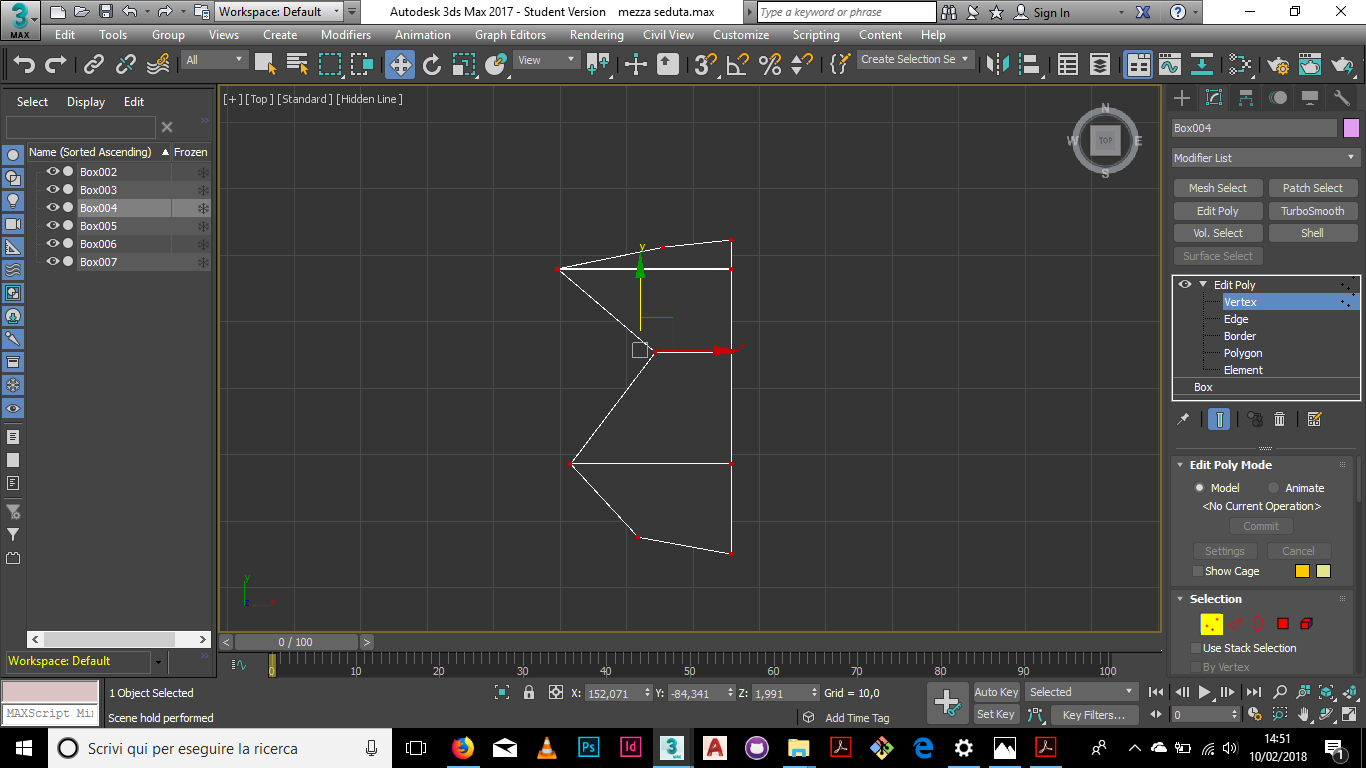 Workspace: Default
Autodesk 3ds Max 2017 - Student Version mezza seduta.max
Type a keyword or phrase
Sign In
MAX
Edit Tools Group Views Create Modifiers Animation Graph Editors Rendering Civil View Customize Scripting Content Help
All
View
Create Selection Se
Select Display Edit
[+] [Top] [Standard] [Hidden Line]
Name (Sorted Ascending) Frozen
Box002
Box003
Box004
Box005
Box006
Box007
N
W TOP E
S
y
x
y
z x
Box004
Modifier List
Mesh Select Patch Select
Edit Poly TurboSmooth
Vol. Select Shell
Surface Select
Edit Poly
Vertex
Edge
Border
Polygon
Element
Box
Edit Poly Mode
Model Animate
<No Current Operation>
Commit
Settings Cancel
Show Cage
Selection
Use Stack Selection
By Vertex
0 / 100
Workspace: Default
0 10 20 30 40 50 60 70 80 90 100
1 Object Selected
X: 152,071 Y: -84,341 Z: 1,991 Grid = 10,0
Auto Key Selected
MAXScript Mi
Scene hold performed
Add Time Tag
Set Key Key Filters...
0
Scrivi qui per eseguire la ricerca
Ps
Id
3
MAX
A
14:51
10/02/2018
1